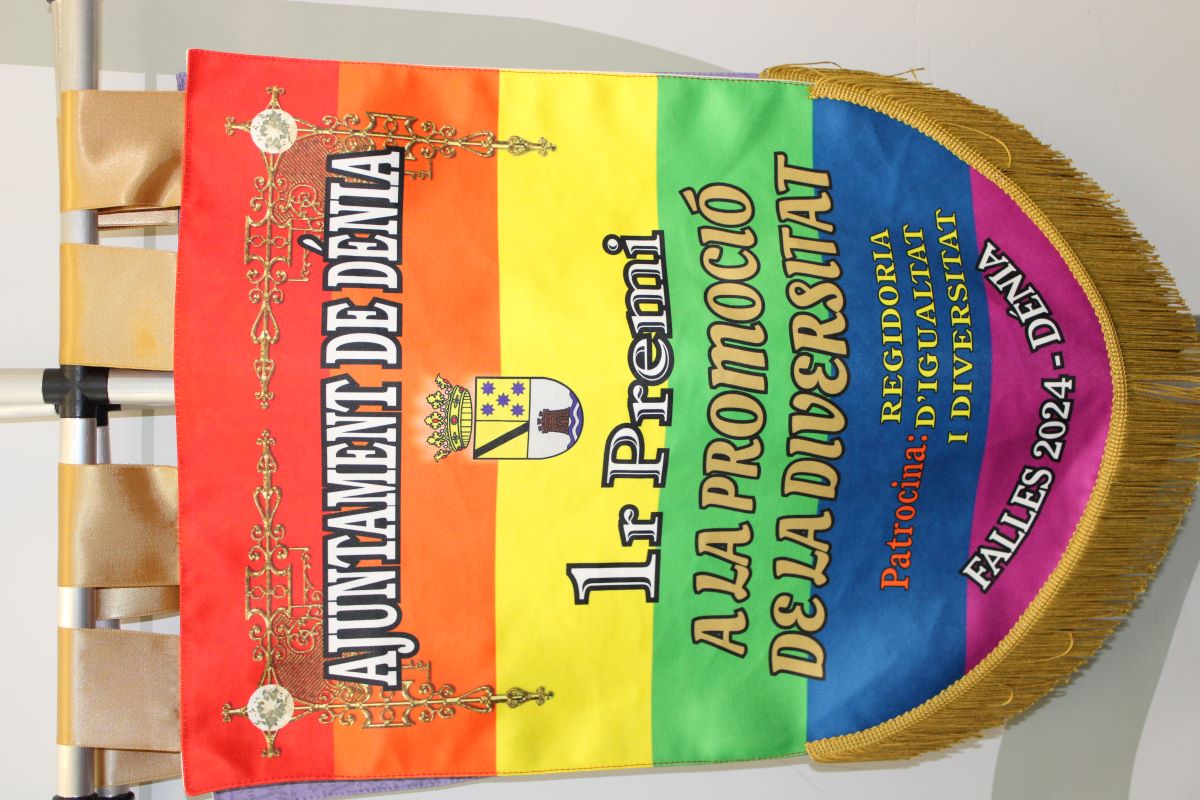 AJUNTAMENT DE DÉNIA
1r Premi
A LA PROMOCIÓ
DE LA DIVERSITAT
Patrocina: REGIDORIA
D'IGUALTAT
I DIVERSITAT
FALLES 2024 - DÉNIA